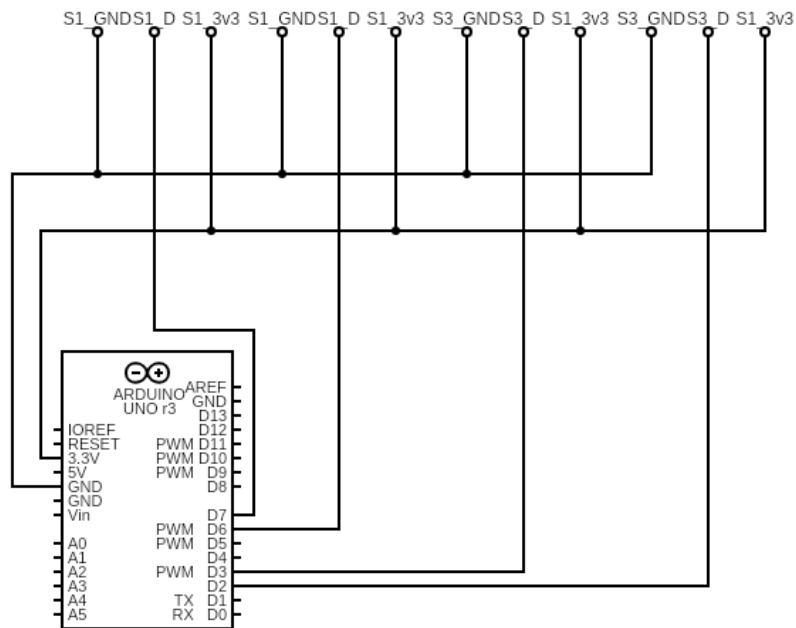 S1_GND S1_D S1_3v3 S1_GND S1_D S1_3v3 S3_GND S3_D S1_3v3 S3_GND S3_D S1_3v3
ARDUINO
UNO r3
AREF
GND
D13
IOREF D12
RESET PWM D11
3.3V PWM D10
5V PWM D9
GND D8
GND
Vin D7
PWM D6
A0 PWM D5
A1 D4
A2 PWM D3
A3 D2
A4 TX D1
A5 RX D0